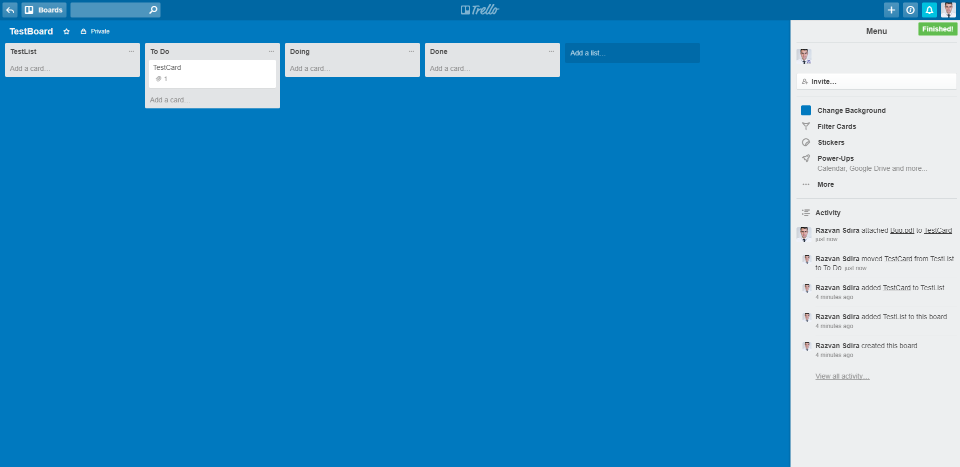 Boards
Trello
TestBoard
Private
TestList
...
Add a card...
To Do
...
TestCard
1
Add a card...
Doing
...
Add a card...
Done
...
Add a card...
Add a list...
Menu
Finished!
Invite...
Change Background
Filter Cards
Stickers
Power-Ups
Calendar, Google Drive and more...
More
Activity
Razvan Sdira attached Bug.pdf to TestCard
just now
Razvan Sdira moved TestCard from TestList
to To Do just now
Razvan Sdira added TestCard to TestList
4 minutes ago
Razvan Sdira added TestList to this board
4 minutes ago
Razvan Sdira created this board
4 minutes ago
View all activity...